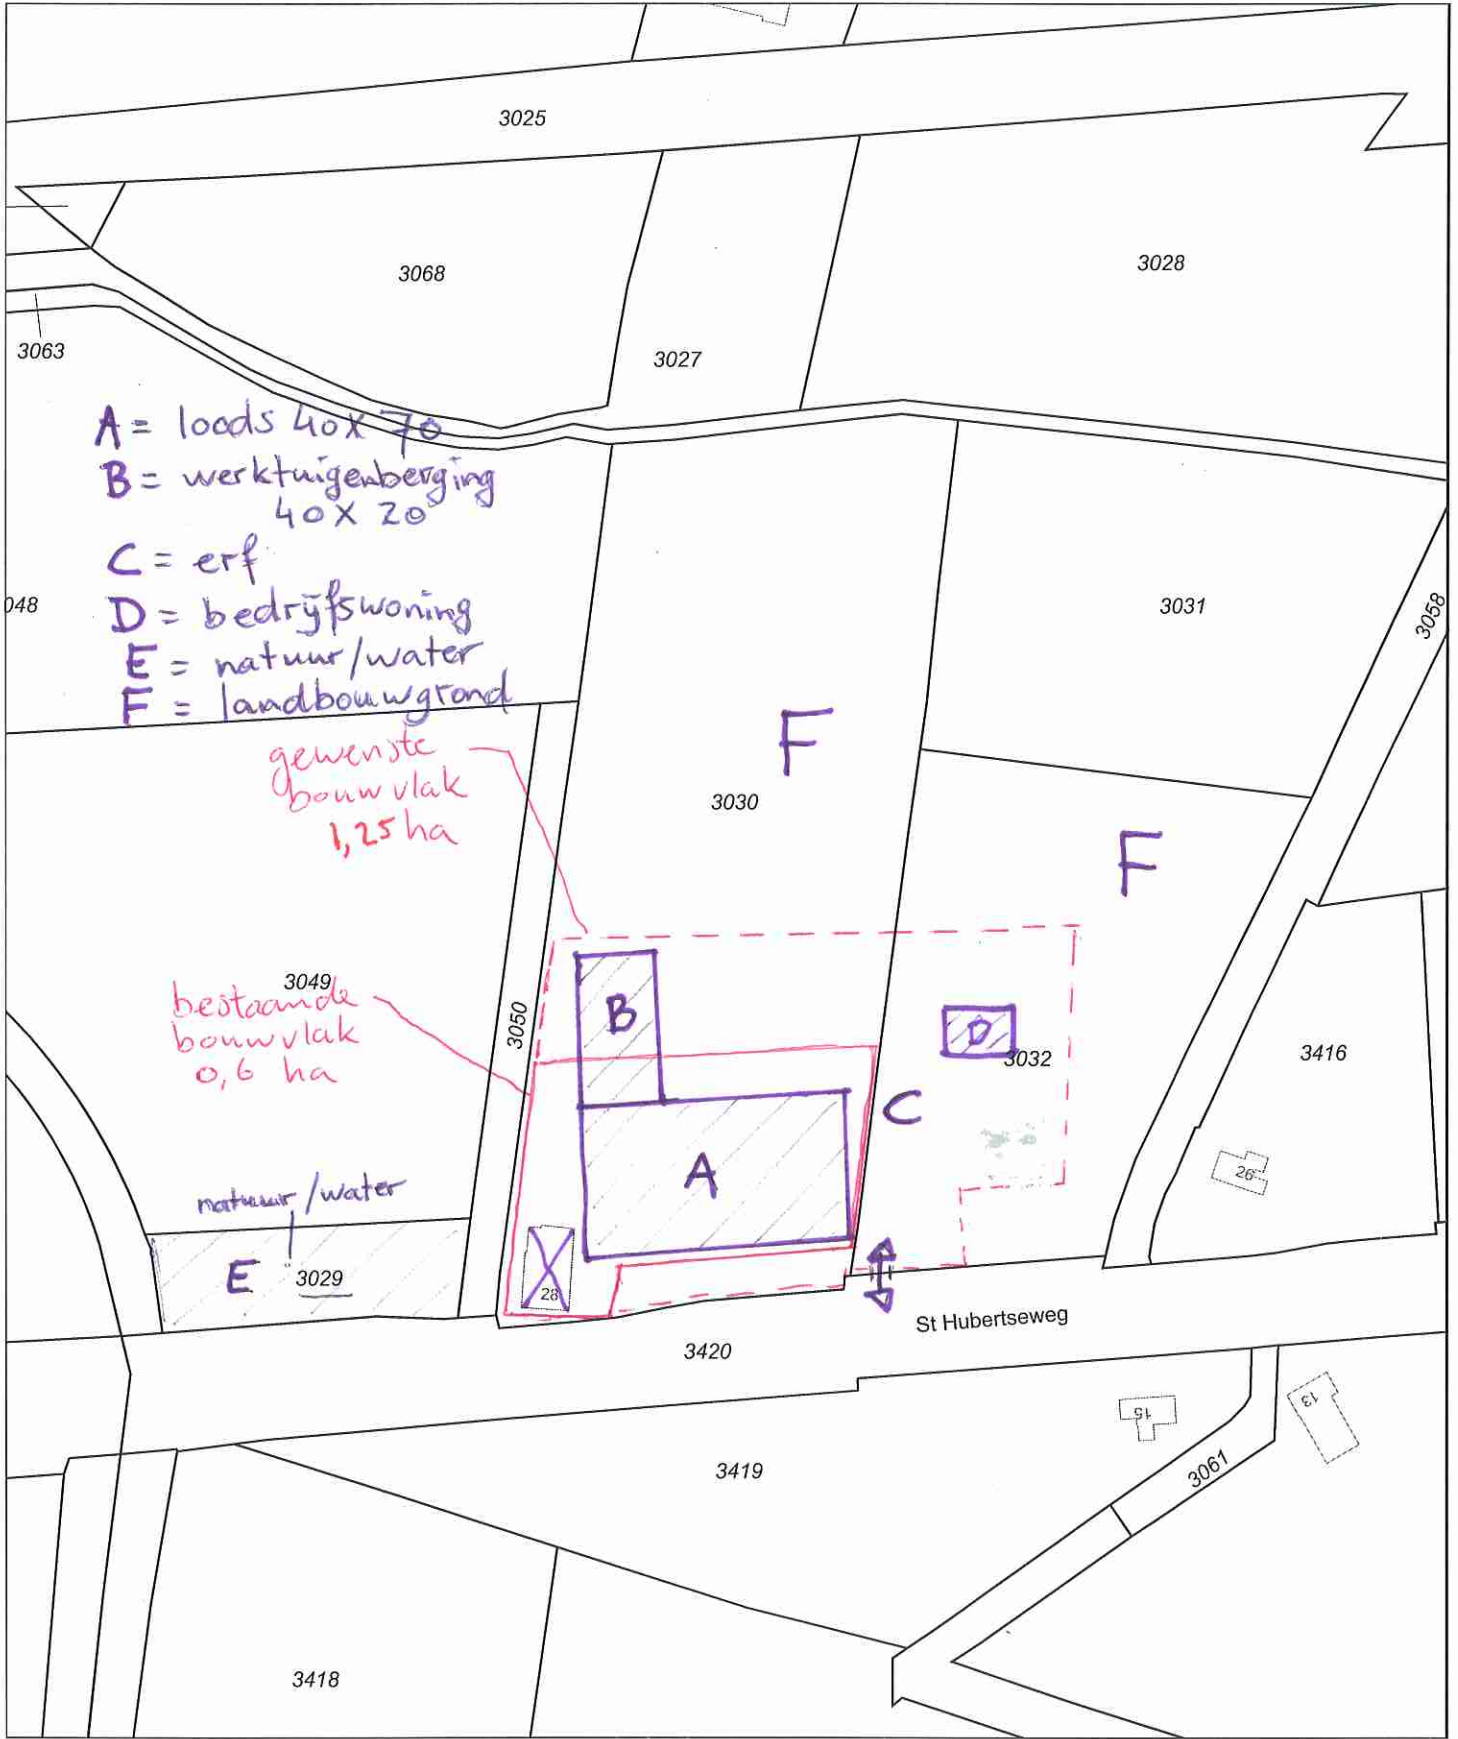 3025
3068
3028
3063
3027
A = loods 40 x 70
B = werktuigenberging
40 x 20
C = erf
048
D = bedrijfswoning
3031
3058
E = natuur/water
F = landbouwgrond
F
gewenste
bouwvlak
1,25 ha
3030
F
3049
bestaande
bouwvlak
0,6 ha
3050
B
D
3032
3416
C
A
26
natuur/water
E
3029
28
St Hubertseweg
3420
15
13
3419
3061
3418